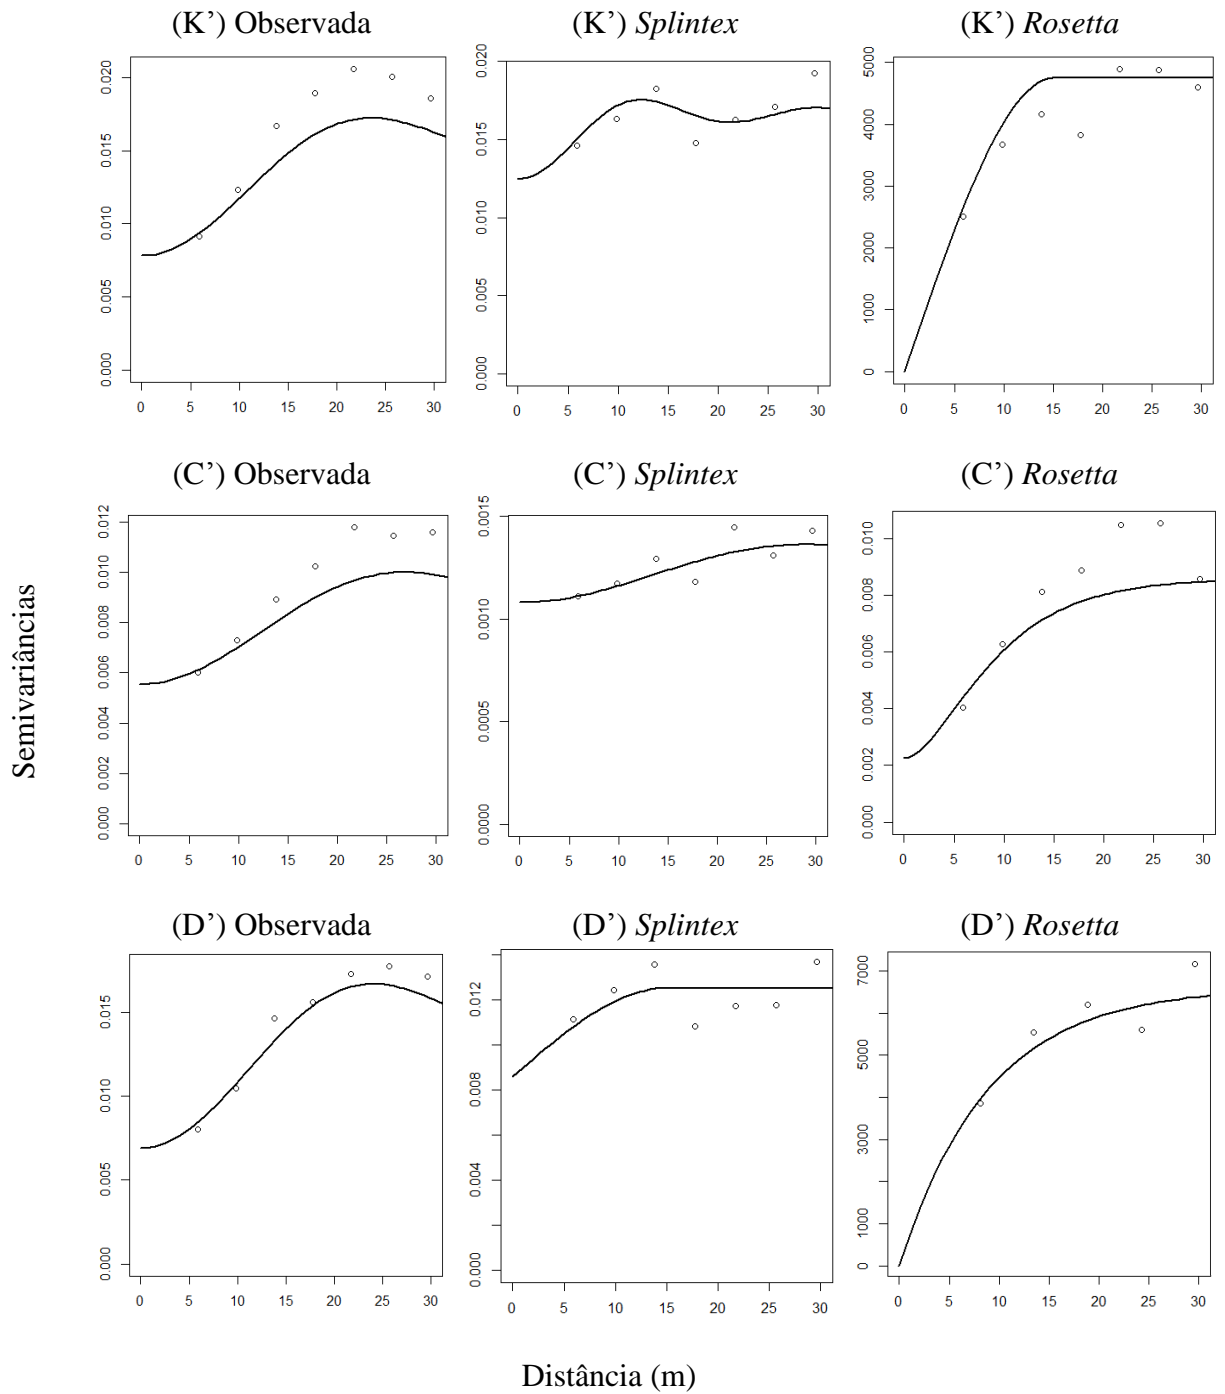 (K’) Observada
(K’) Splintex
(K’) Rosetta
0.020
0.015
0.010
0.005
0.000
0 5 10 15 20 25 30
0.020
0.015
0.010
0.005
0.000
0 5 10 15 20 25 30
5000
4000
3000
2000
1000
0
0 5 10 15 20 25 30
(C’) Observada
(C’) Splintex
(C’) Rosetta
Semivariâncias
0.012
0.010
0.008
0.006
0.004
0.002
0.000
0 5 10 15 20 25 30
0.0015
0.0010
0.0005
0.0000
0 5 10 15 20 25 30
0.010
0.008
0.006
0.004
0.002
0.000
0 5 10 15 20 25 30
(D’) Observada
(D’) Splintex
(D’) Rosetta
0.015
0.010
0.005
0.000
0 5 10 15 20 25 30
0.012
0.008
0.004
0.000
0 5 10 15 20 25 30
7000
5000
3000
1000
0
0 5 10 15 20 25 30
Distância (m)